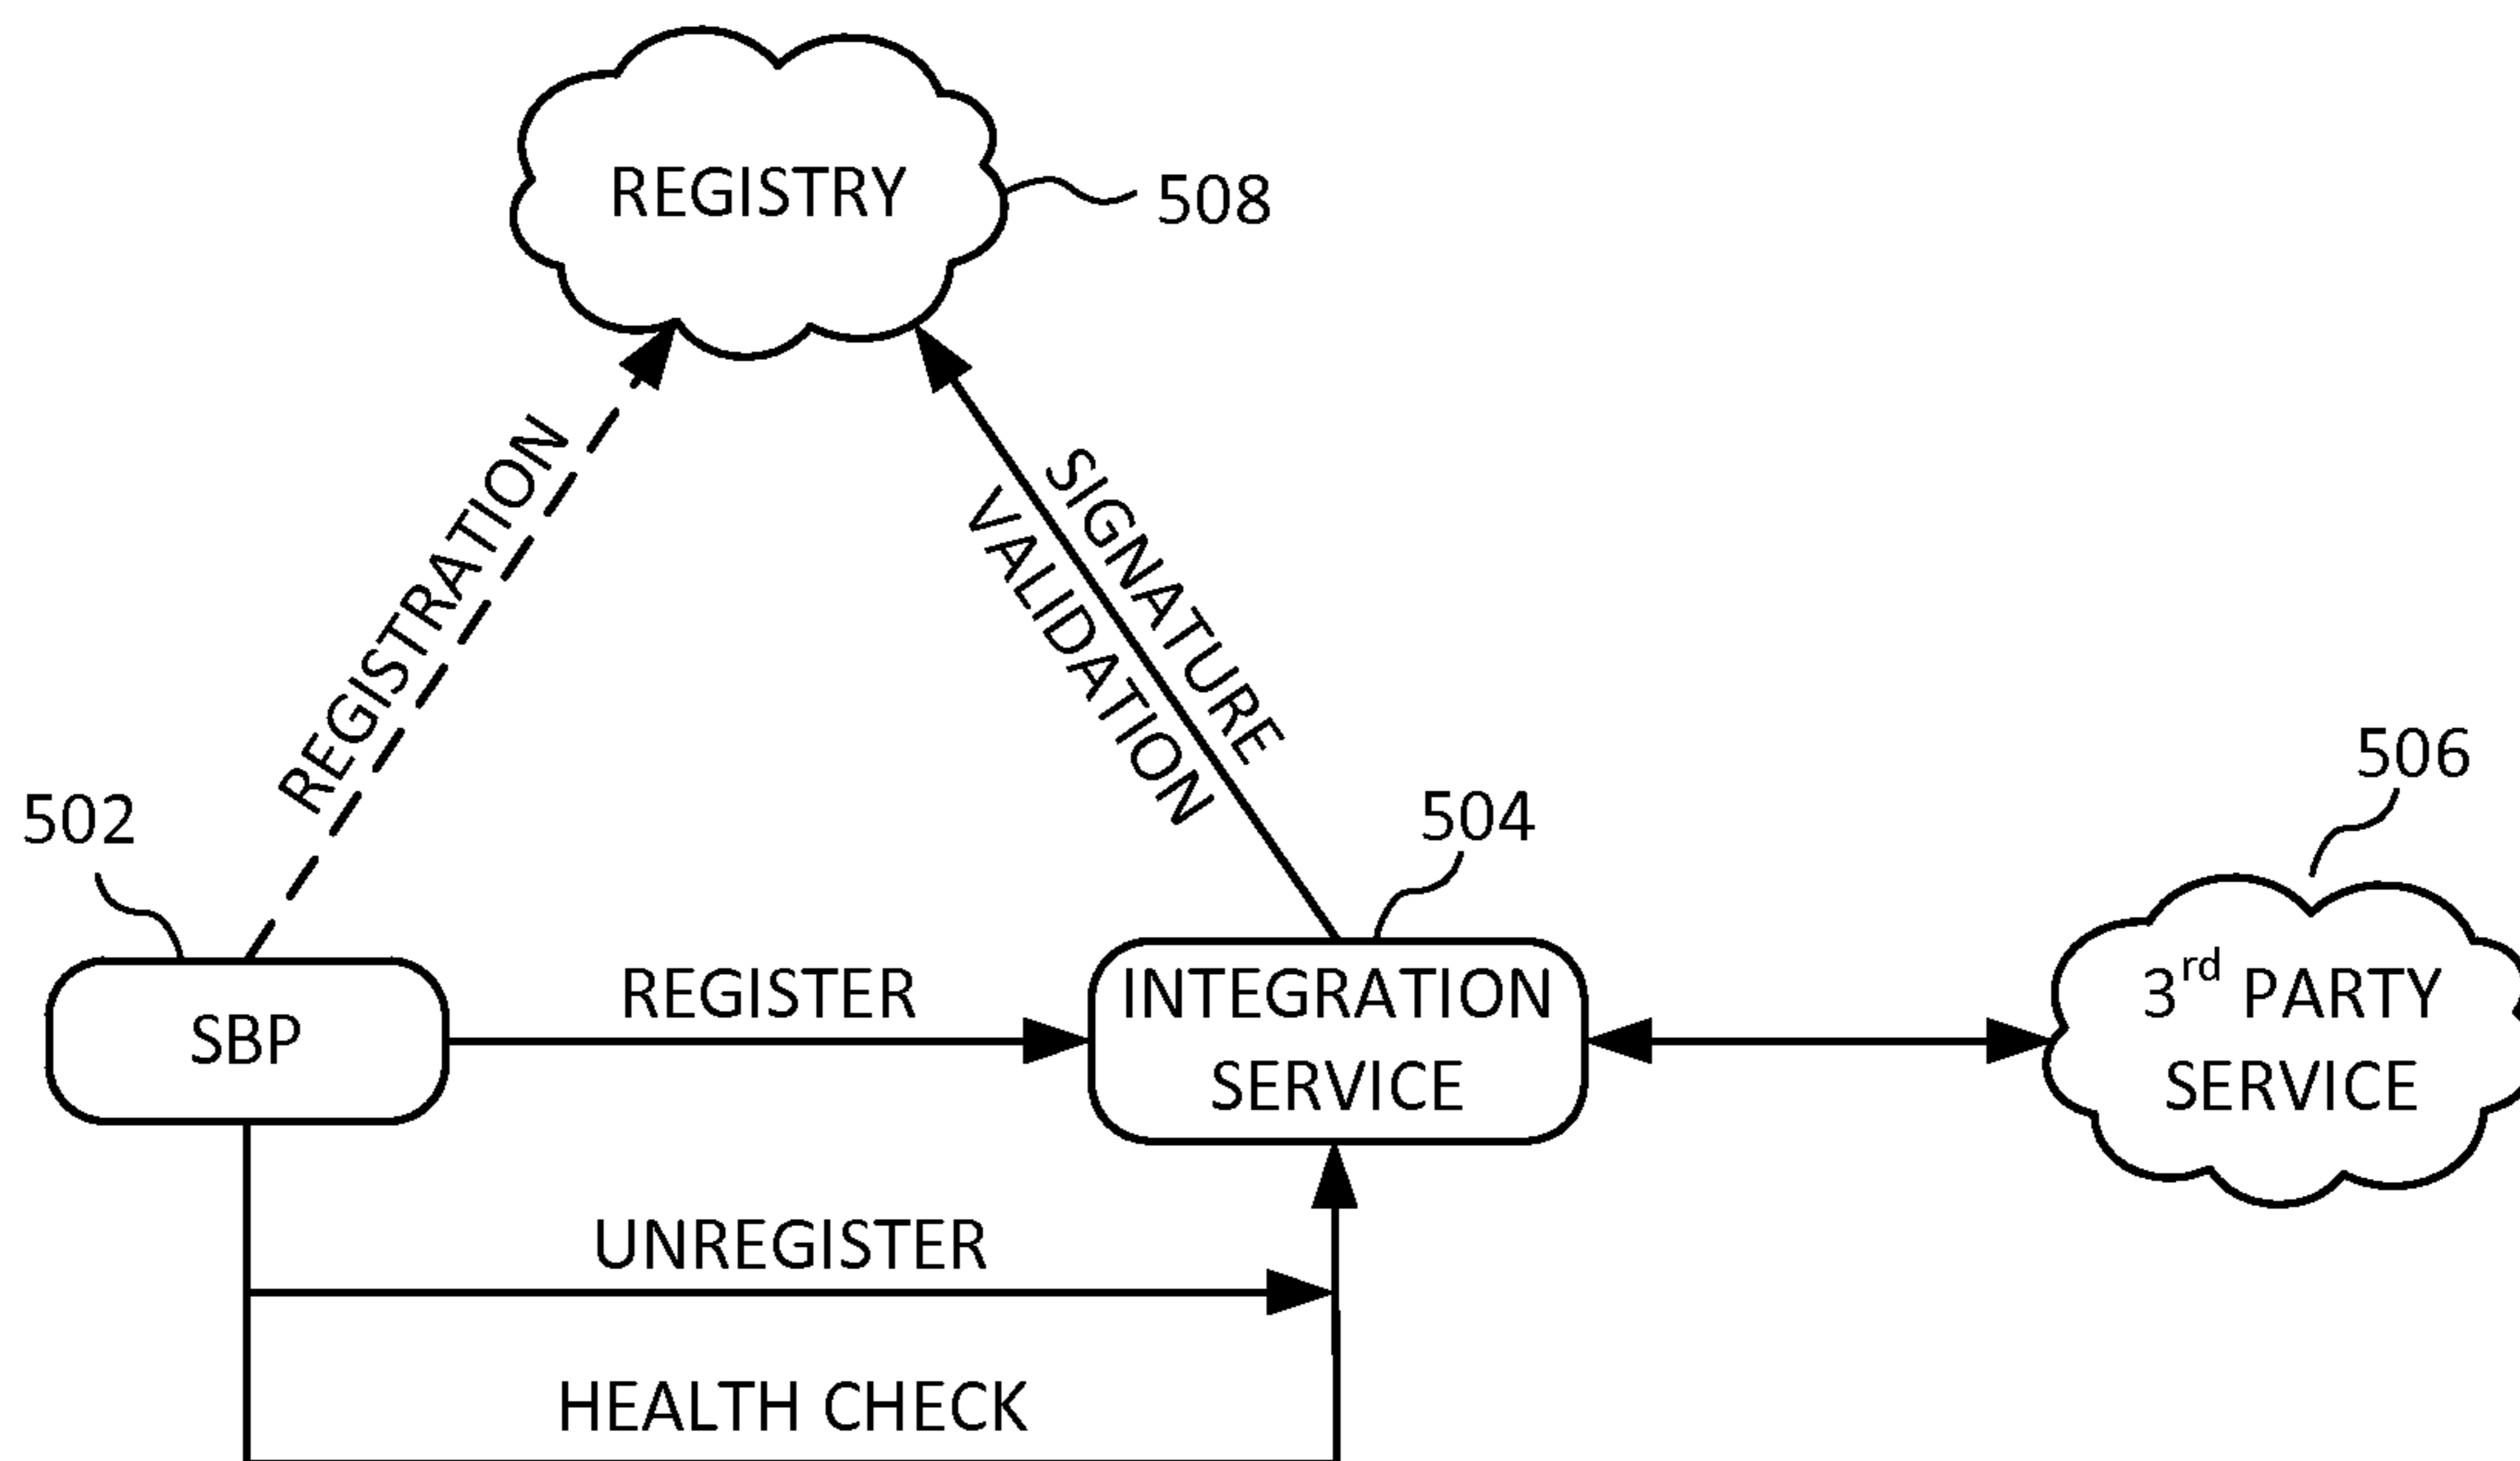 REGISTRY
508
REGISTRATION
SIGNATURE
VALIDATION
502
504
506
SBP
REGISTER
INTEGRATION
SERVICE
3rd PARTY
SERVICE
UNREGISTER
HEALTH CHECK